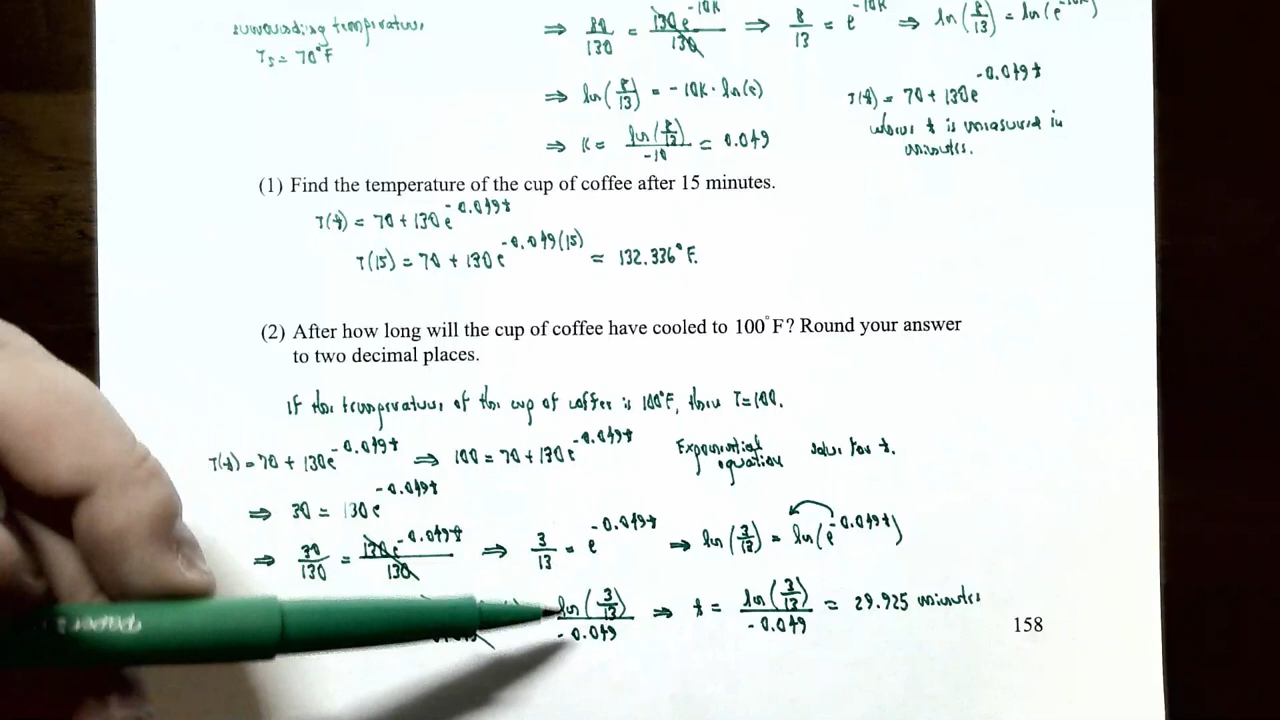 surrounding temperature
Ts = 70°F
⇒ 80/130 = 130e^-10k/130 ⇒ 8/13 = e^-10k ⇒ ln(8/13) = ln(e^-10k)
⇒ ln(8/13) = -10k · ln(e)
⇒ k = ln(8/13)/-10 = 0.049
T(t) = 70 + 130e^-0.049t
where t is measured in
minutes.
(1) Find the temperature of the cup of coffee after 15 minutes.
T(t) = 70 + 130e^-0.049t
T(15) = 70 + 130e^-0.049(15) ≈ 132.336°F.
(2) After how long will the cup of coffee have cooled to 100°F? Round your answer
to two decimal places.
If the temperature of the cup of coffee is 100°F, then T=100.
T(t) = 70 + 130e^-0.049t ⇒ 100 = 70 + 130e^-0.049t Exponential equation solve for t.
⇒ 30 = 130e^-0.049t
⇒ 30/130 = 130e^-0.049t/130 ⇒ 3/13 = e^-0.049t ⇒ ln(3/13) = ln(e^-0.049t)
ln(3/13)/-0.049 ⇒ t = ln(3/13)/-0.049 = 29.925 minutes
158